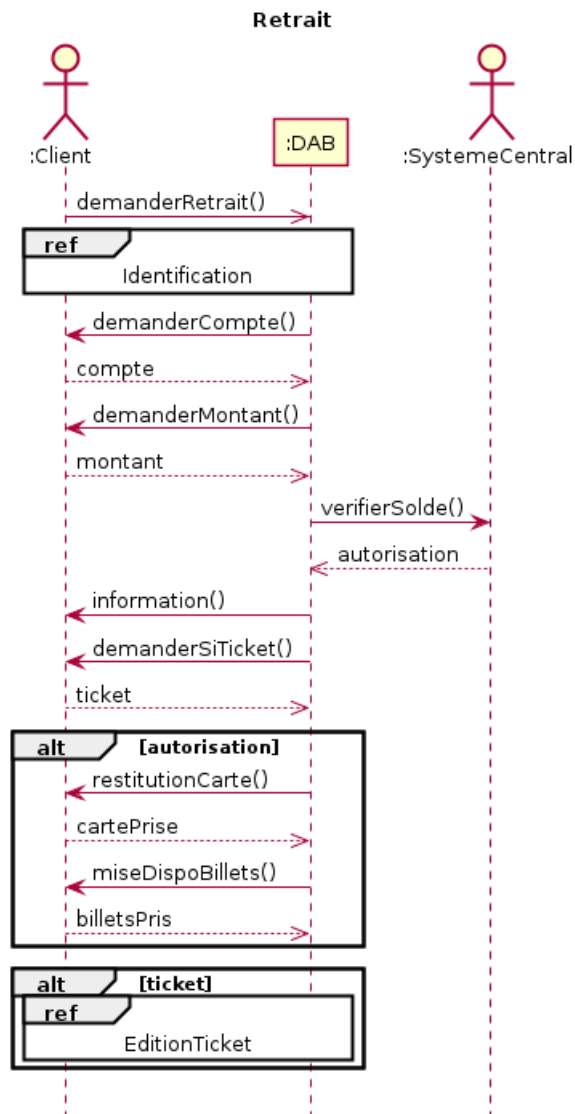 Retrait
:Client
:DAB
:SystemeCentral
demanderRetrait()
ref
Identification
demanderCompte()
compte
demanderMontant()
montant
verifierSolde()
autorisation
information()
demanderSiTicket()
ticket
alt [autorisation]
restitutionCarte()
cartePrise
miseDispoBillets()
billetsPris
alt [ticket]
ref
EditionTicket